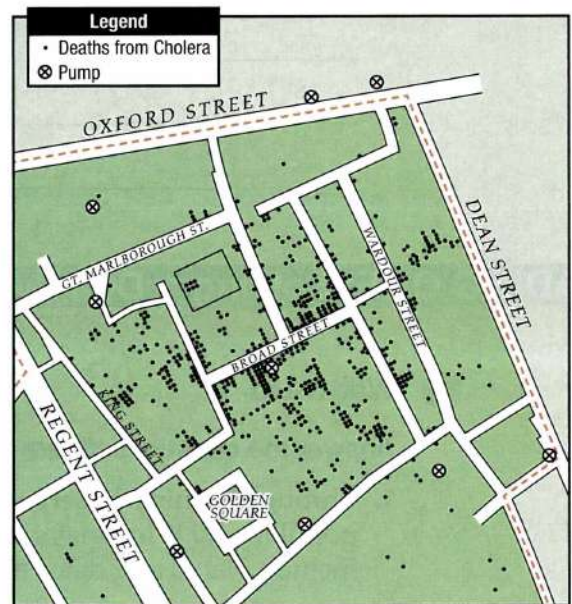 Legend
Deaths from Cholera
Pump
OXFORD STREET
DEAN STREET
GT. MARLBOROUGH ST.
WARDOUR STREET
BROAD STREET
KING STREET
REGENT STREET
GOLDEN
SQUARE